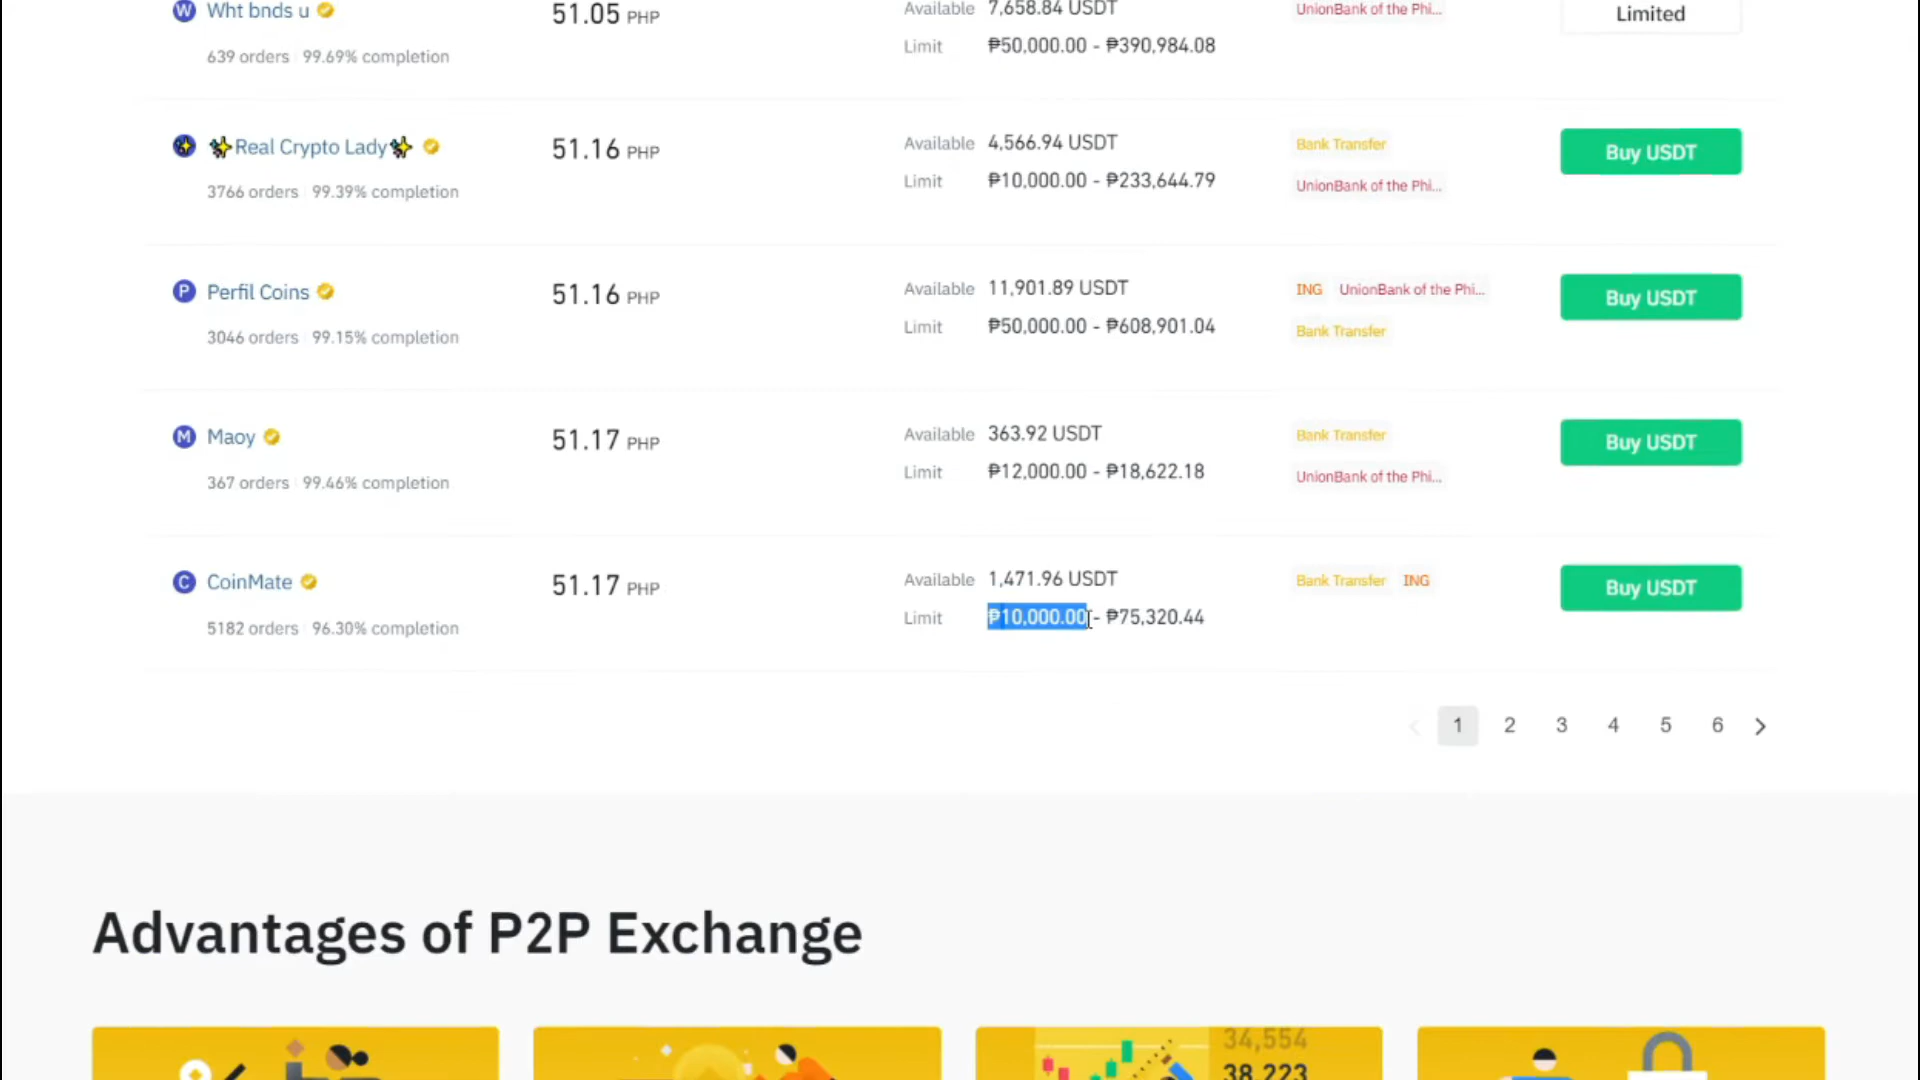 W Wht bnds u 51.05 PHP Available 7,658.84 USDT UnionBank of the Phi... Limited
639 orders 99.69% completion Limit ₱50,000.00 - ₱390,984.08
Real Crypto Lady 51.16 PHP Available 4,566.94 USDT Bank Transfer Buy USDT
3766 orders 99.39% completion Limit ₱10,000.00 - ₱233,644.79 UnionBank of the Phi...
P Perfil Coins 51.16 PHP Available 11,901.89 USDT ING UnionBank of the Phi... Buy USDT
3046 orders 99.15% completion Limit ₱50,000.00 - ₱608,901.04 Bank Transfer
M Maoy 51.17 PHP Available 363.92 USDT Bank Transfer Buy USDT
367 orders 99.46% completion Limit ₱12,000.00 - ₱18,622.18 UnionBank of the Phi...
C CoinMate 51.17 PHP Available 1,471.96 USDT Bank Transfer ING Buy USDT
5182 orders 96.30% completion Limit ₱10,000.00 - ₱75,320.44
< 1 2 3 4 5 6 >
Advantages of P2P Exchange
34,554
38,223